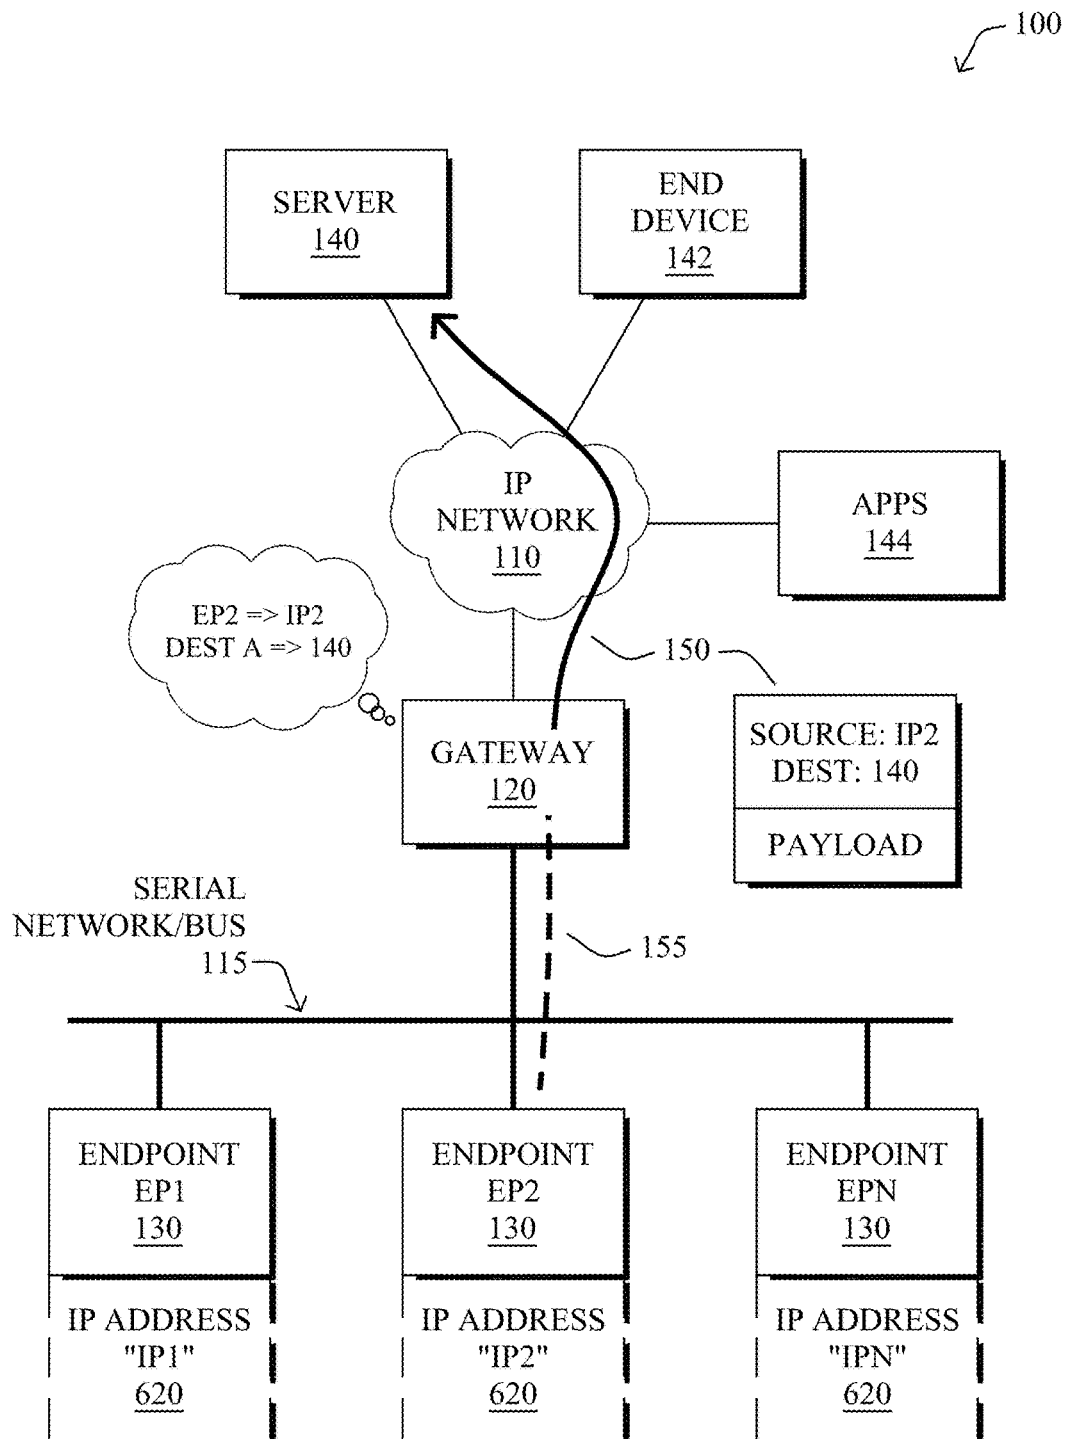 100
SERVER
140
END
DEVICE
142
IP
NETWORK
110
APPS
144
EP2 => IP2
DEST A => 140
150
GATEWAY
120
SOURCE: IP2
DEST: 140
PAYLOAD
SERIAL
NETWORK/BUS
115
155
ENDPOINT
EP1
130
ENDPOINT
EP2
130
ENDPOINT
EPN
130
IP ADDRESS
"IP1"
620
IP ADDRESS
"IP2"
620
IP ADDRESS
"IPN"
620